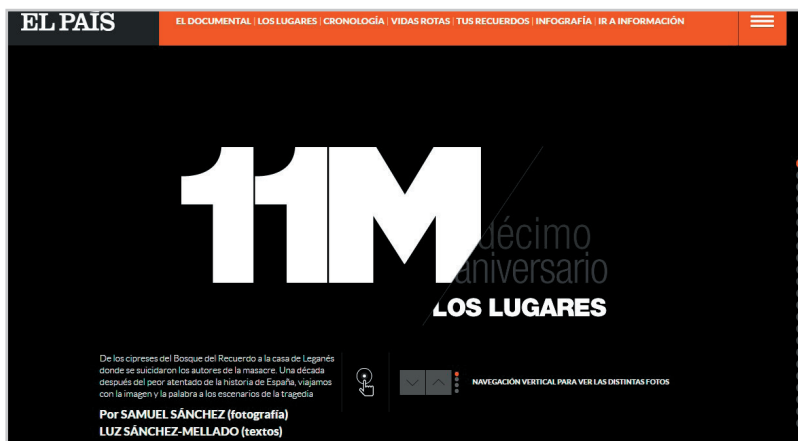 EL PAÍS
EL DOCUMENTAL | LOS LUGARES | CRONOLOGÍA | VIDAS ROTAS | TUS RECUERDOS | INFOGRAFÍA | IR A INFORMACIÓN
11M
décimo
aniversario
LOS LUGARES
De los cipreses del Bosque del Recuerdo a la casa de Leganés
donde se suicidaron los autores de la masacre. Una década
después del peor atentado de la historia de España, viajamos
con la imagen y la palabra a los escenarios de la tragedia
NAVEGACIÓN VERTICAL PARA VER LAS DISTINTAS FOTOS
Por SAMUEL SÁNCHEZ (fotografía)
LUZ SÁNCHEZ-MELLADO (textos)